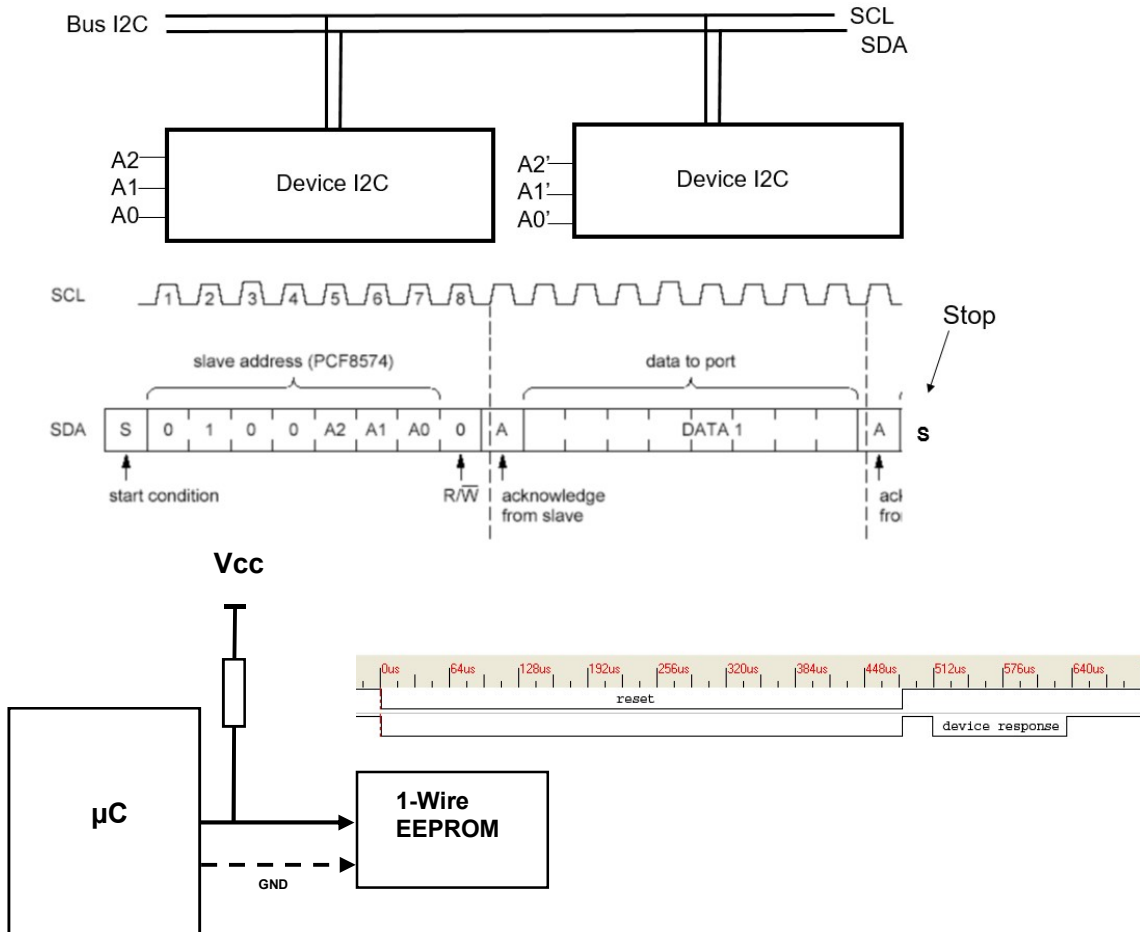 Bus I2C
SCL
SDA
A2
A1
A0
Device I2C
A2'
A1'
A0'
Device I2C
SCL
1 2 3 4 5 6 7 8
Stop
slave address (PCF8574)
data to port
SDA S 0 1 0 0 A2 A1 A0 0 A DATA 1 A S
start condition
R/W
acknowledge
from slave
ack
fro
Vcc
0us 64us 128us 192us 256us 320us 384us 448us 512us 576us 640us
reset
device response
µC
1-Wire
EEPROM
GND